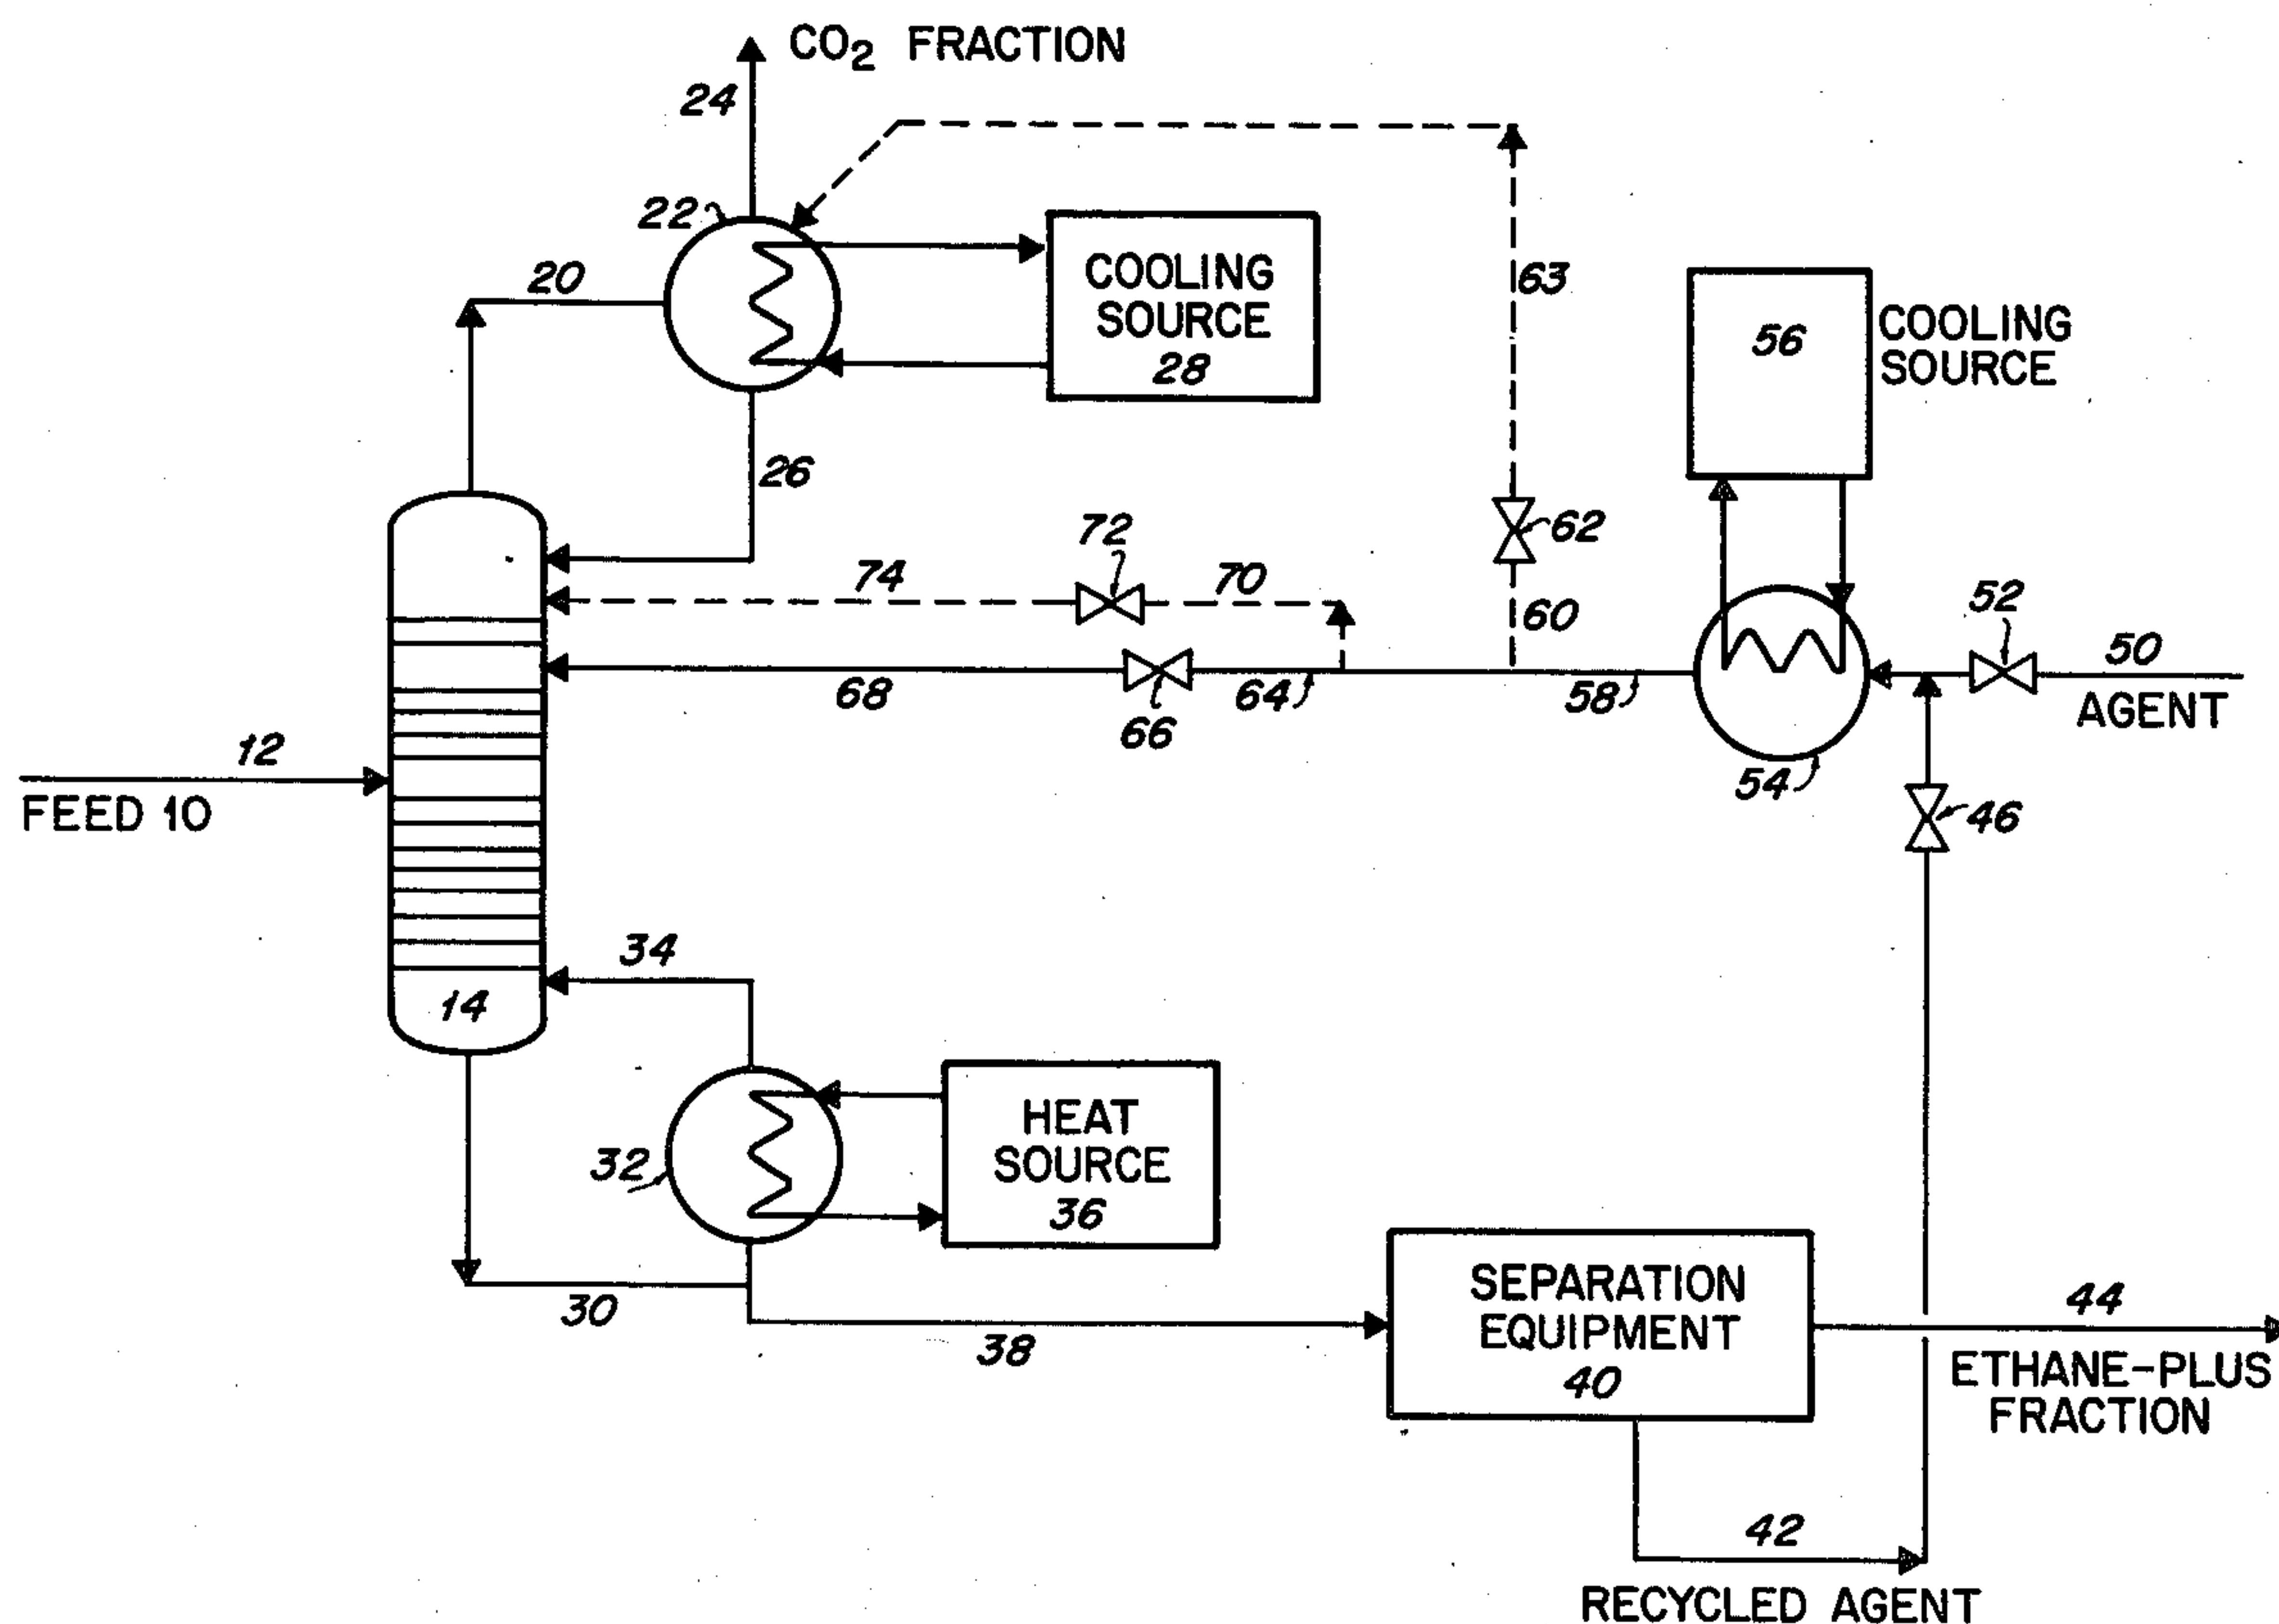 CO₂ FRACTION
24
22
63
20
COOLING
SOURCE
28
56
COOLING
SOURCE
26
72
62
74
70
60
52
50
AGENT
68
66
64
58
54
12
FEED 10
46
34
14
32
HEAT
SOURCE
36
30
38
SEPARATION
EQUIPMENT
40
44
ETHANE-PLUS
FRACTION
42
RECYCLED AGENT